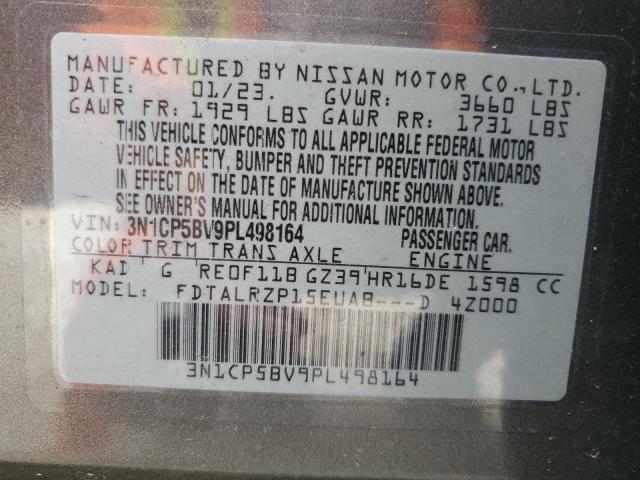 MANUFACTURED BY NISSAN MOTOR CO., LTD.
DATE: 01/23. GVWR: 3660 LBS
GAWR FR: 1929 LBS GAWR RR: 1731 LBS
THIS VEHICLE CONFORMS TO ALL APPLICABLE FEDERAL MOTOR
VEHICLE SAFETY, BUMPER AND THEFT PREVENTION STANDARDS
IN EFFECT ON THE DATE OF MANUFACTURE SHOWN ABOVE.
SEE OWNER'S MANUAL FOR ADDITIONAL INFORMATION.
VIN: 3N1CP5BV9PL498164 PASSENGER CAR.
COLOR TRIM TRANS AXLE ENGINE
KAD G RE0F11B GZ39 HR16DE 1598 CC
MODEL: FDTALRZP15EUAB---D 4Z000
3N1CP5BV9PL498164